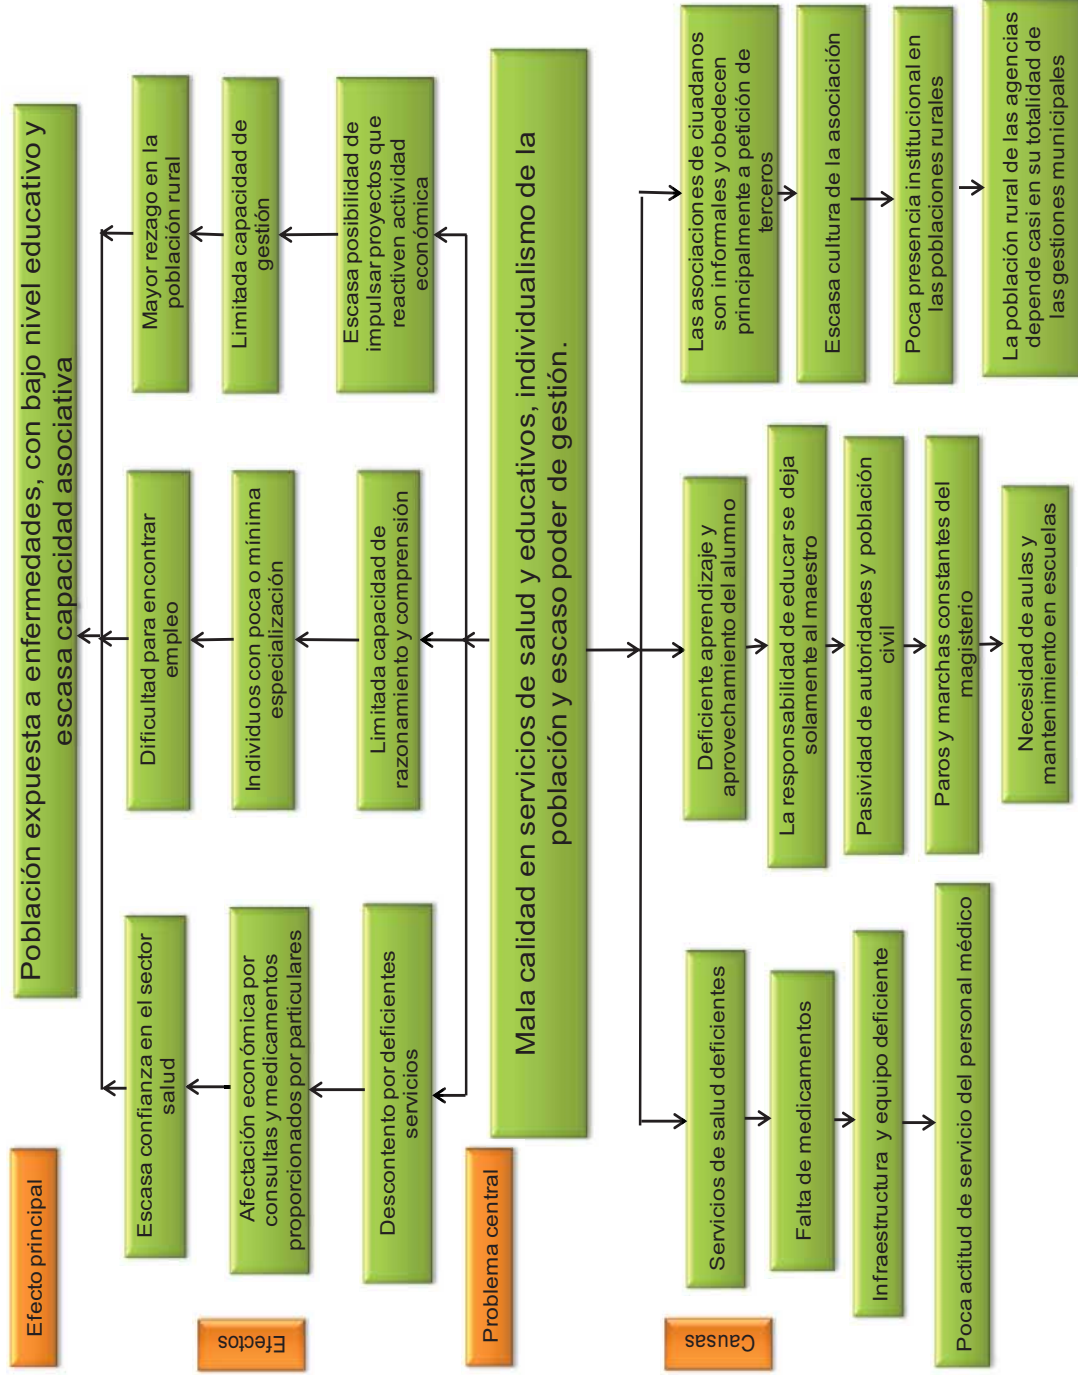 Efecto principal
Población expuesta a enfermedades, con bajo nivel educativo y
escasa capacidad asociativa
Efectos
Escasa confianza en el sector
salud
Dificultad para encontrar
empleo
Mayor rezago en la
población rural
Afectación económica por
consultas y medicamentos
proporcionados por particulares
Individuos con poca o mínima
especialización
Limitada capacidad de
gestión
Descontento por deficientes
servicios
Limitada capacidad de
razonamiento y comprensión
Escasa posibilidad de
impulsar proyectos que
reactiven actividad
económica
Problema central
Mala calidad en servicios de salud y educativos, individualismo de la
población y escaso poder de gestión.
Causas
Servicios de salud deficientes
Falta de medicamentos
Infraestructura y equipo deficiente
Poca actitud de servicio del personal médico
Deficiente aprendizaje y
aprovechamiento del alumno
La responsabilidad de educar se deja
solamente al maestro
Pasividad de autoridades y población
civil
Paros y marchas constantes del
magisterio
Necesidad de aulas y
mantenimiento en escuelas
Las asociaciones de ciudadanos
son informales y obedecen
principalmente a petición de
terceros
Escasa cultura de la asociación
Poca presencia institucional en
las poblaciones rurales
La población rural de las agencias
depende casi en su totalidad de
las gestiones municipales